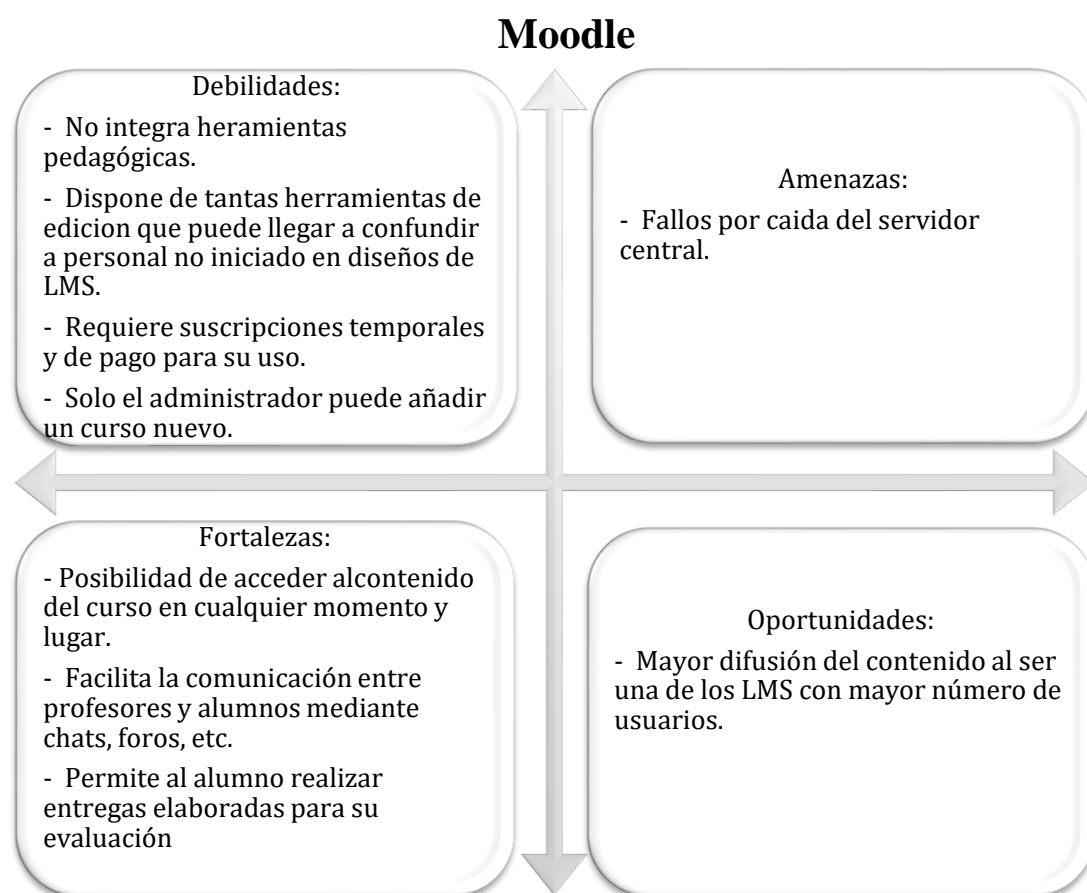 Moodle
Debilidades:
- No integra heramientas
pedagógicas.
- Dispone de tantas herramientas de
edicion que puede llegar a confundir
a personal no iniciado en diseños de
LMS.
- Requiere suscripciones temporales
y de pago para su uso.
- Solo el administrador puede añadir
un curso nuevo.
Amenazas:
- Fallos por caida del servidor
central.
Fortalezas:
- Posibilidad de acceder alcontenido
del curso en cualquier momento y
lugar.
- Facilita la comunicación entre
profesores y alumnos mediante
chats, foros, etc.
- Permite al alumno realizar
entregas elaboradas para su
evaluación
Oportunidades:
- Mayor difusión del contenido al ser
una de los LMS con mayor número de
usuarios.